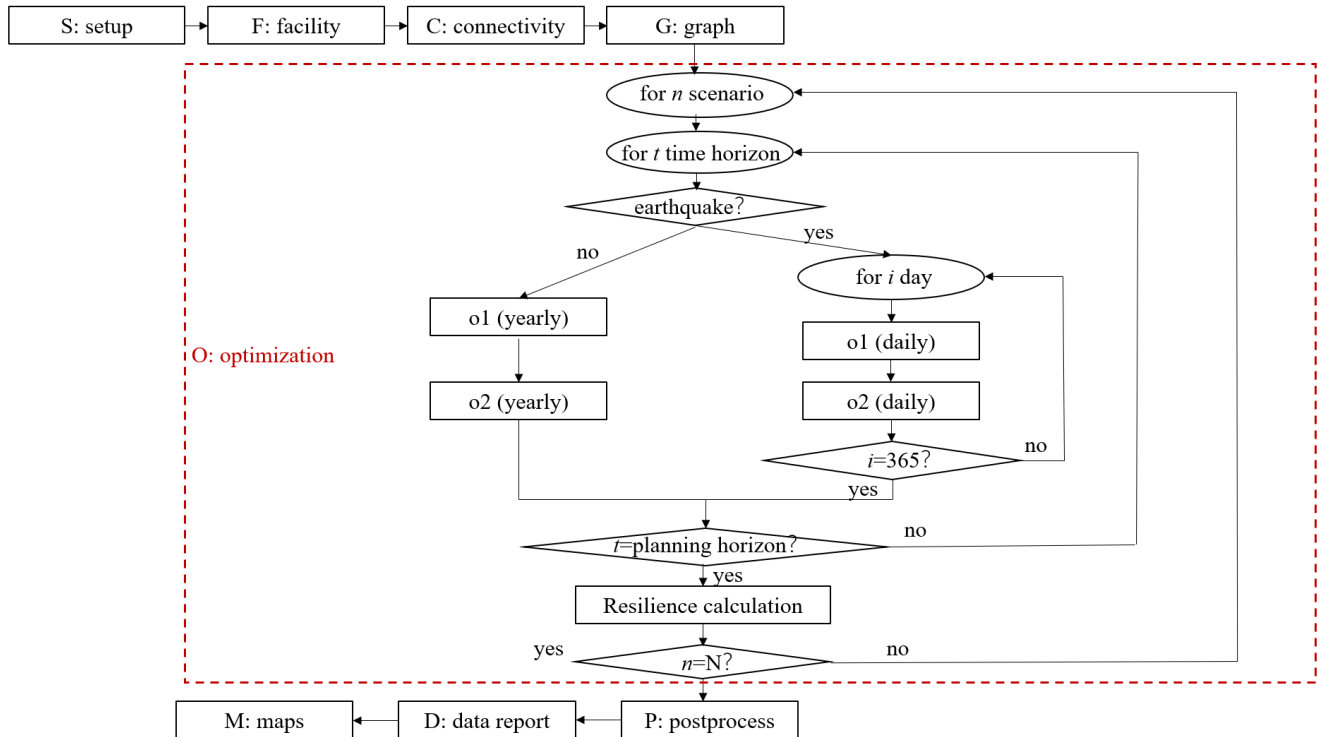 S: setup
F: facility
C: connectivity
G: graph
for n scenario
for t time horizon
earthquake?
no
yes
for i day
o1 (yearly)
o1 (daily)
O: optimization
o2 (yearly)
o2 (daily)
i=365?
no
yes
t=planning horizon?
no
yes
Resilience calculation
yes
n=N?
no
M: maps
D: data report
P: postprocess